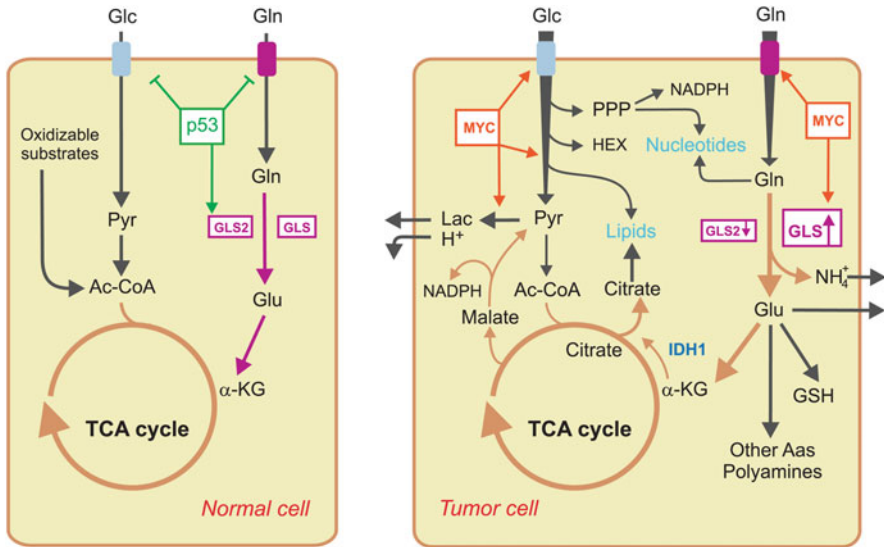 Glc
Gln
p53
Oxidizable
substrates
Gln
Pyr
GLS2
GLS
Ac-CoA
Glu
α-KG
TCA cycle
Normal cell
Glc
Gln
NADPH
PPP
MYC
MYC
HEX
Nucleotides
Gln
Lac
H⁺
Pyr
Lipids
GLS2
GLS
NADPH
Ac-CoA
Citrate
NH₄⁺
Malate
Glu
Citrate
IDH1
α-KG
GSH
TCA cycle
Other Aas
Polyamines
Tumor cell